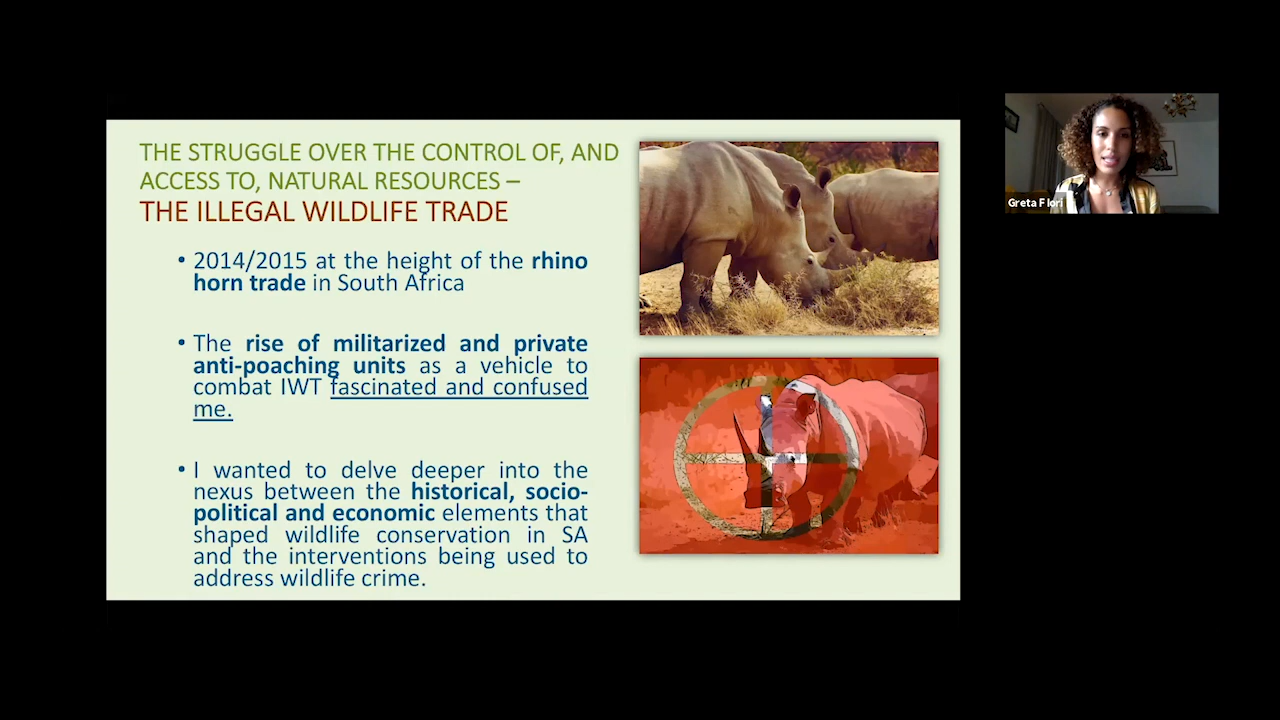 THE STRUGGLE OVER THE CONTROL OF, AND
ACCESS TO, NATURAL RESOURCES –
THE ILLEGAL WILDLIFE TRADE
• 2014/2015 at the height of the rhino
horn trade in South Africa
• The rise of militarized and private
anti-poaching units as a vehicle to
combat IWT fascinated and confused
me.
• I wanted to delve deeper into the
nexus between the historical, socio-
political and economic elements that
shaped wildlife conservation in SA
and the interventions being used to
address wildlife crime.
Greta F Iori